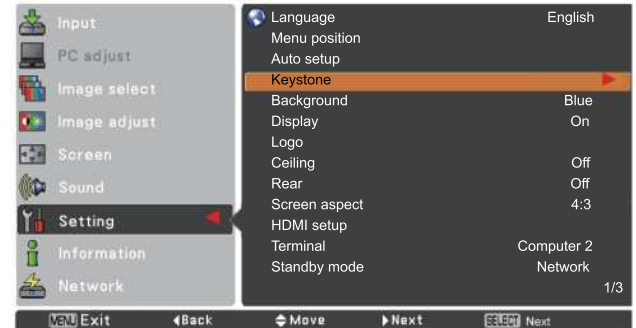 Input
PC adjust
Image select
Image adjust
Screen
Sound
Setting
Information
Network
Language English
Menu position
Auto setup
Keystone
Background Blue
Display On
Logo
Ceiling Off
Rear Off
Screen aspect 4:3
HDMI setup
Terminal Computer 2
Standby mode Network
1/3
MENU Exit Back Move Next SELECT Next